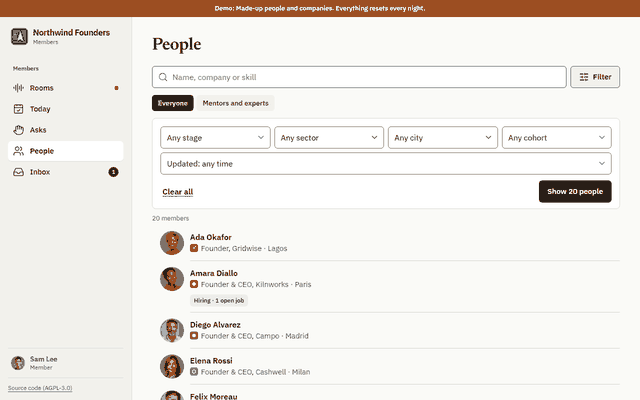 Demo: Made-up people and companies. Everything resets every night.
Northwind Founders
Members
Members
Rooms
Today
Asks
People
Inbox
1
Sam Lee
Member
Source code (AGPL-3.0)
People
Name, company or skill
Filter
Everyone
Mentors and experts
Any stage
Any sector
Any city
Any cohort
Updated: any time
Clear all
Show 20 people
20 members
Ada Okafor
Founder, Gridwise · Lagos
Amara Diallo
Founder & CEO, Kilnworks · Paris
Hiring · 1 open job
Diego Alvarez
Founder & CEO, Campo · Madrid
Elena Rossi
Founder & CEO, Cashwell · Milan
Felix Moreau